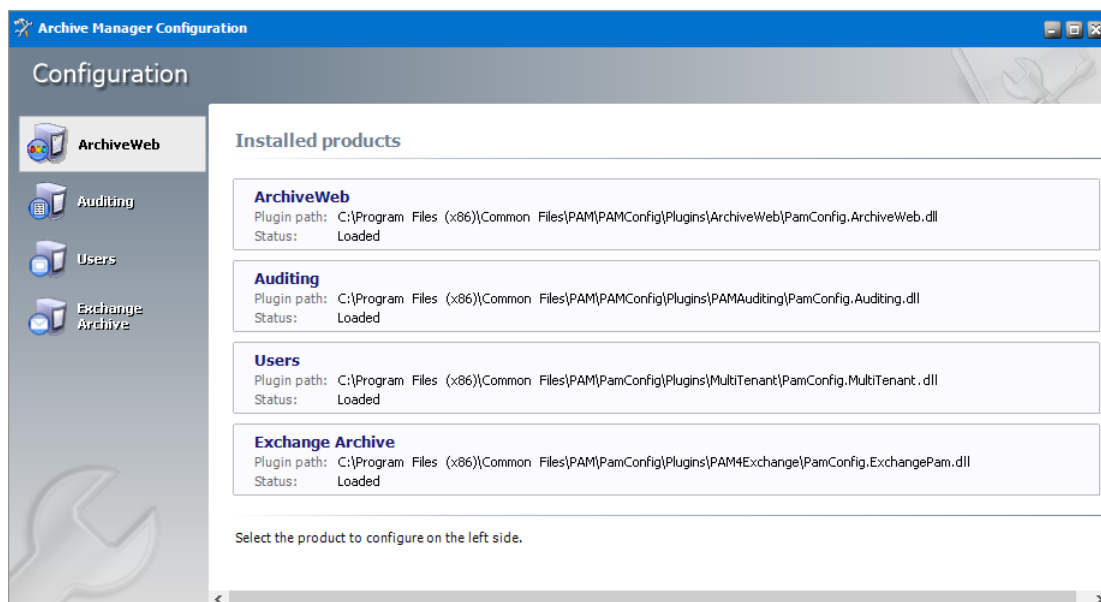 Archive Manager Configuration
Configuration
ArchiveWeb
Auditing
Users
Exchange
Archive
Installed products
ArchiveWeb
Plugin path: C:\Program Files (x86)\Common Files\PAM\PAMConfig\Plugins\ArchiveWeb\PamConfig.ArchiveWeb.dll
Status: Loaded
Auditing
Plugin path: C:\Program Files (x86)\Common Files\PAM\PAMConfig\Plugins\PAMAuditing\PamConfig.Auditing.dll
Status: Loaded
Users
Plugin path: C:\Program Files (x86)\Common Files\PAM\PamConfig\Plugins\MultiTenant\PamConfig.MultiTenant.dll
Status: Loaded
Exchange Archive
Plugin path: C:\Program Files (x86)\Common Files\PAM\PamConfig\Plugins\PAM4Exchange\PamConfig.ExchangePam.dll
Status: Loaded
Select the product to configure on the left side.